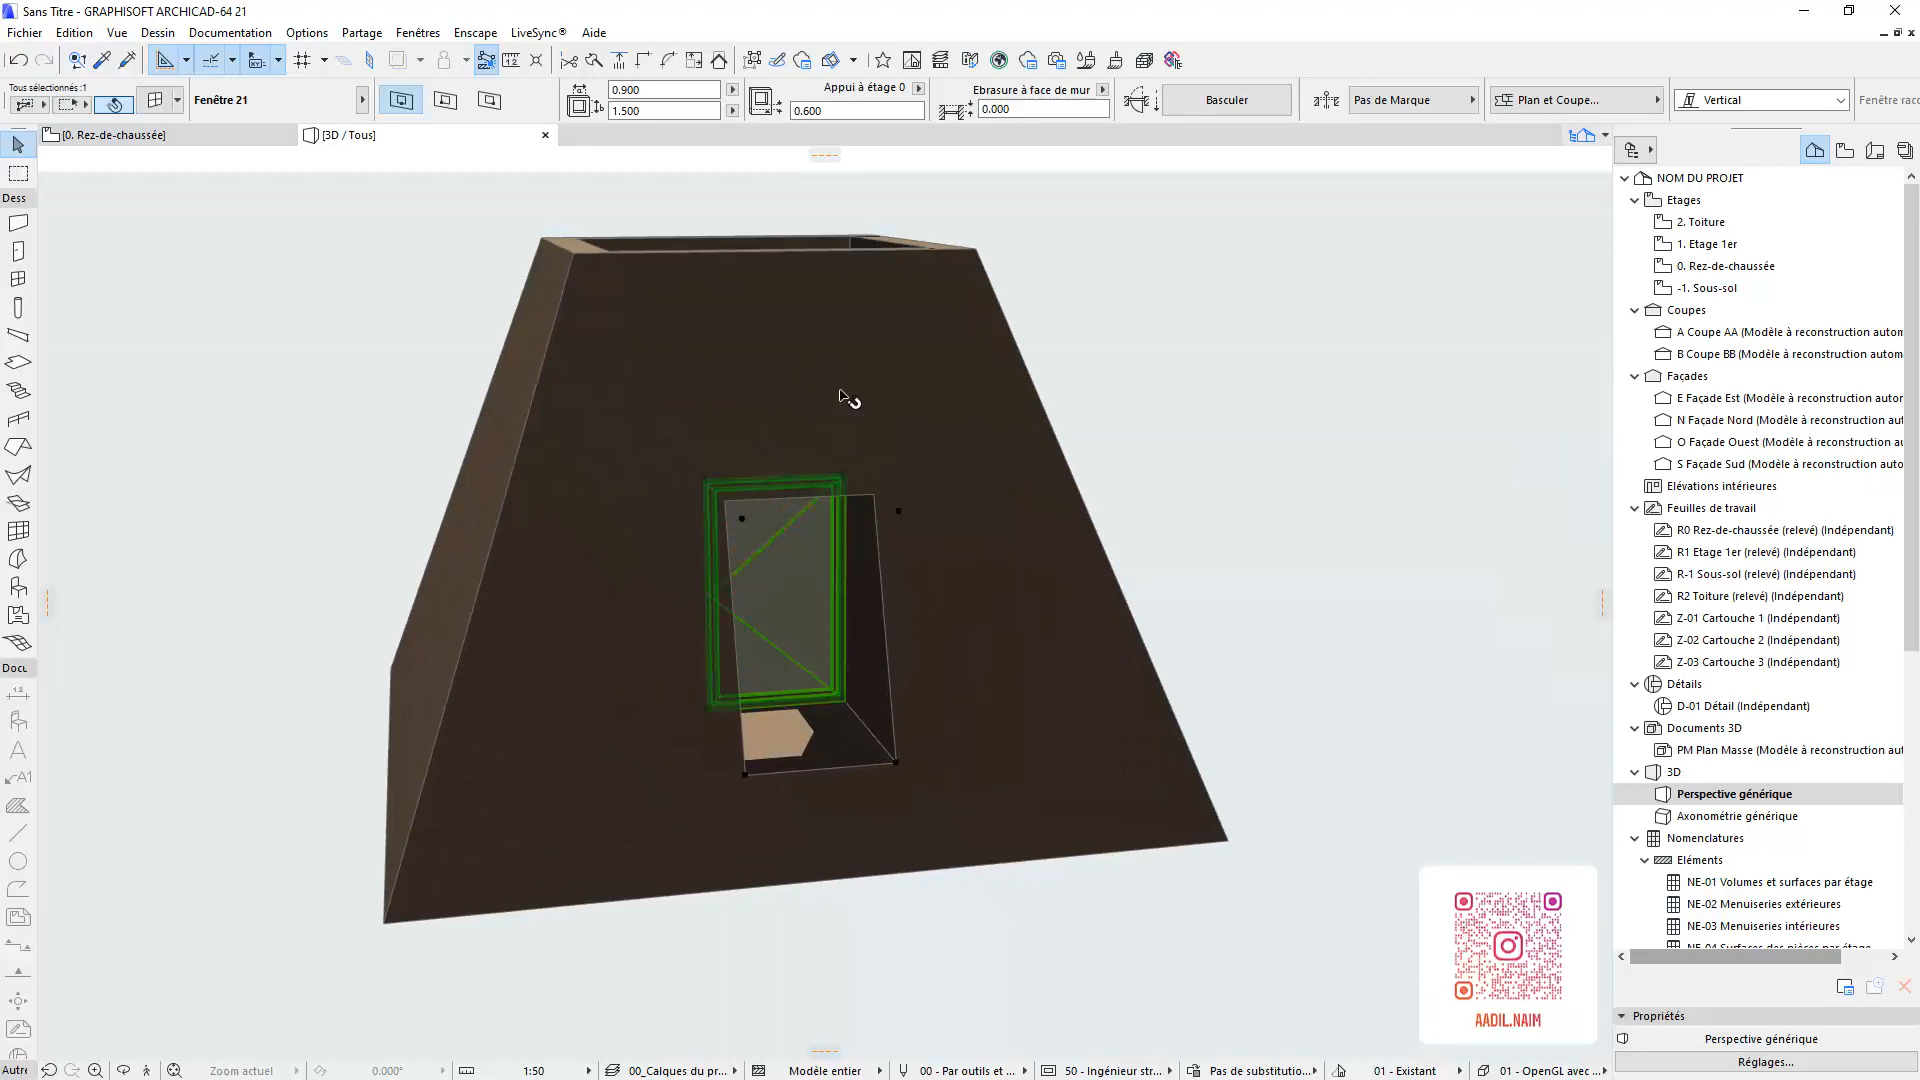 Sans Titre - GRAPHISOFT ARCHICAD-64 21
Fichier Edition Vue Dessin Documentation Options Partage Fenêtres Enscape LiveSync® Aide
Tous sélectionnés :1
Fenêtre 21
0.900
1.500
Appui à étage 0
0.600
Ebrasure à face de mur
0.000
Basculer
Pas de Marque
Plan et Coupe...
Vertical
Fenêtre rac
[0. Rez-de-chaussée]
[3D / Tous]
Dess
Docu
Autre
NOM DU PROJET
Etages
2. Toiture
1. Etage 1er
0. Rez-de-chaussée
-1. Sous-sol
Coupes
A Coupe AA (Modèle à reconstruction autom
B Coupe BB (Modèle à reconstruction autom
Façades
E Façade Est (Modèle à reconstruction autor
N Façade Nord (Modèle à reconstruction aut
O Façade Ouest (Modèle à reconstruction au
S Façade Sud (Modèle à reconstruction auto
Elévations intérieures
Feuilles de travail
R0 Rez-de-chaussée (relevé) (Indépendant)
R1 Etage 1er (relevé) (Indépendant)
R-1 Sous-sol (relevé) (Indépendant)
R2 Toiture (relevé) (Indépendant)
Z-01 Cartouche 1 (Indépendant)
Z-02 Cartouche 2 (Indépendant)
Z-03 Cartouche 3 (Indépendant)
Détails
D-01 Détail (Indépendant)
Documents 3D
PM Plan Masse (Modèle à reconstruction aut
3D
Perspective générique
Axonométrie générique
Nomenclatures
Eléments
NE-01 Volumes et surfaces par étage
NE-02 Menuiseries extérieures
NE-03 Menuiseries intérieures
NE-04 Surfaces des pièces par étage
AADIL.NAIM
Propriétés
Perspective générique
Réglages...
Zoom actuel
0.000°
1:50
00_Calques du pr...
Modèle entier
00 - Par outils et ...
50 - Ingénieur str...
Pas de substitutio...
01 - Existant
01 - OpenGL avec ...